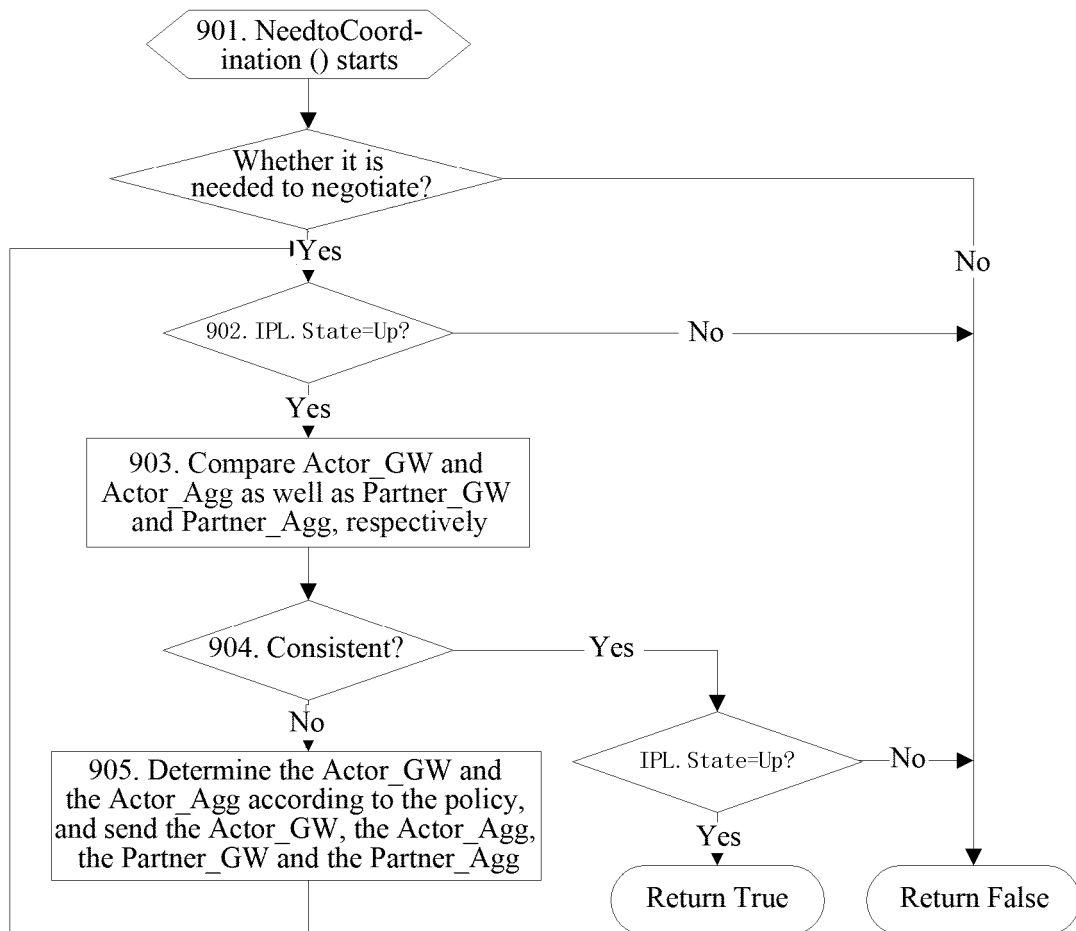 901. NeedtoCoord-
ination () starts
Whether it is
needed to negotiate?
Yes
No
902. IPL. State=Up?
No
Yes
903. Compare Actor_GW and
Actor_Agg as well as Partner_GW
and Partner_Agg, respectively
904. Consistent?
Yes
No
905. Determine the Actor_GW and
the Actor_Agg according to the policy,
and send the Actor_GW, the Actor_Agg,
the Partner_GW and the Partner_Agg
IPL. State=Up?
No
Yes
Return True
Return False